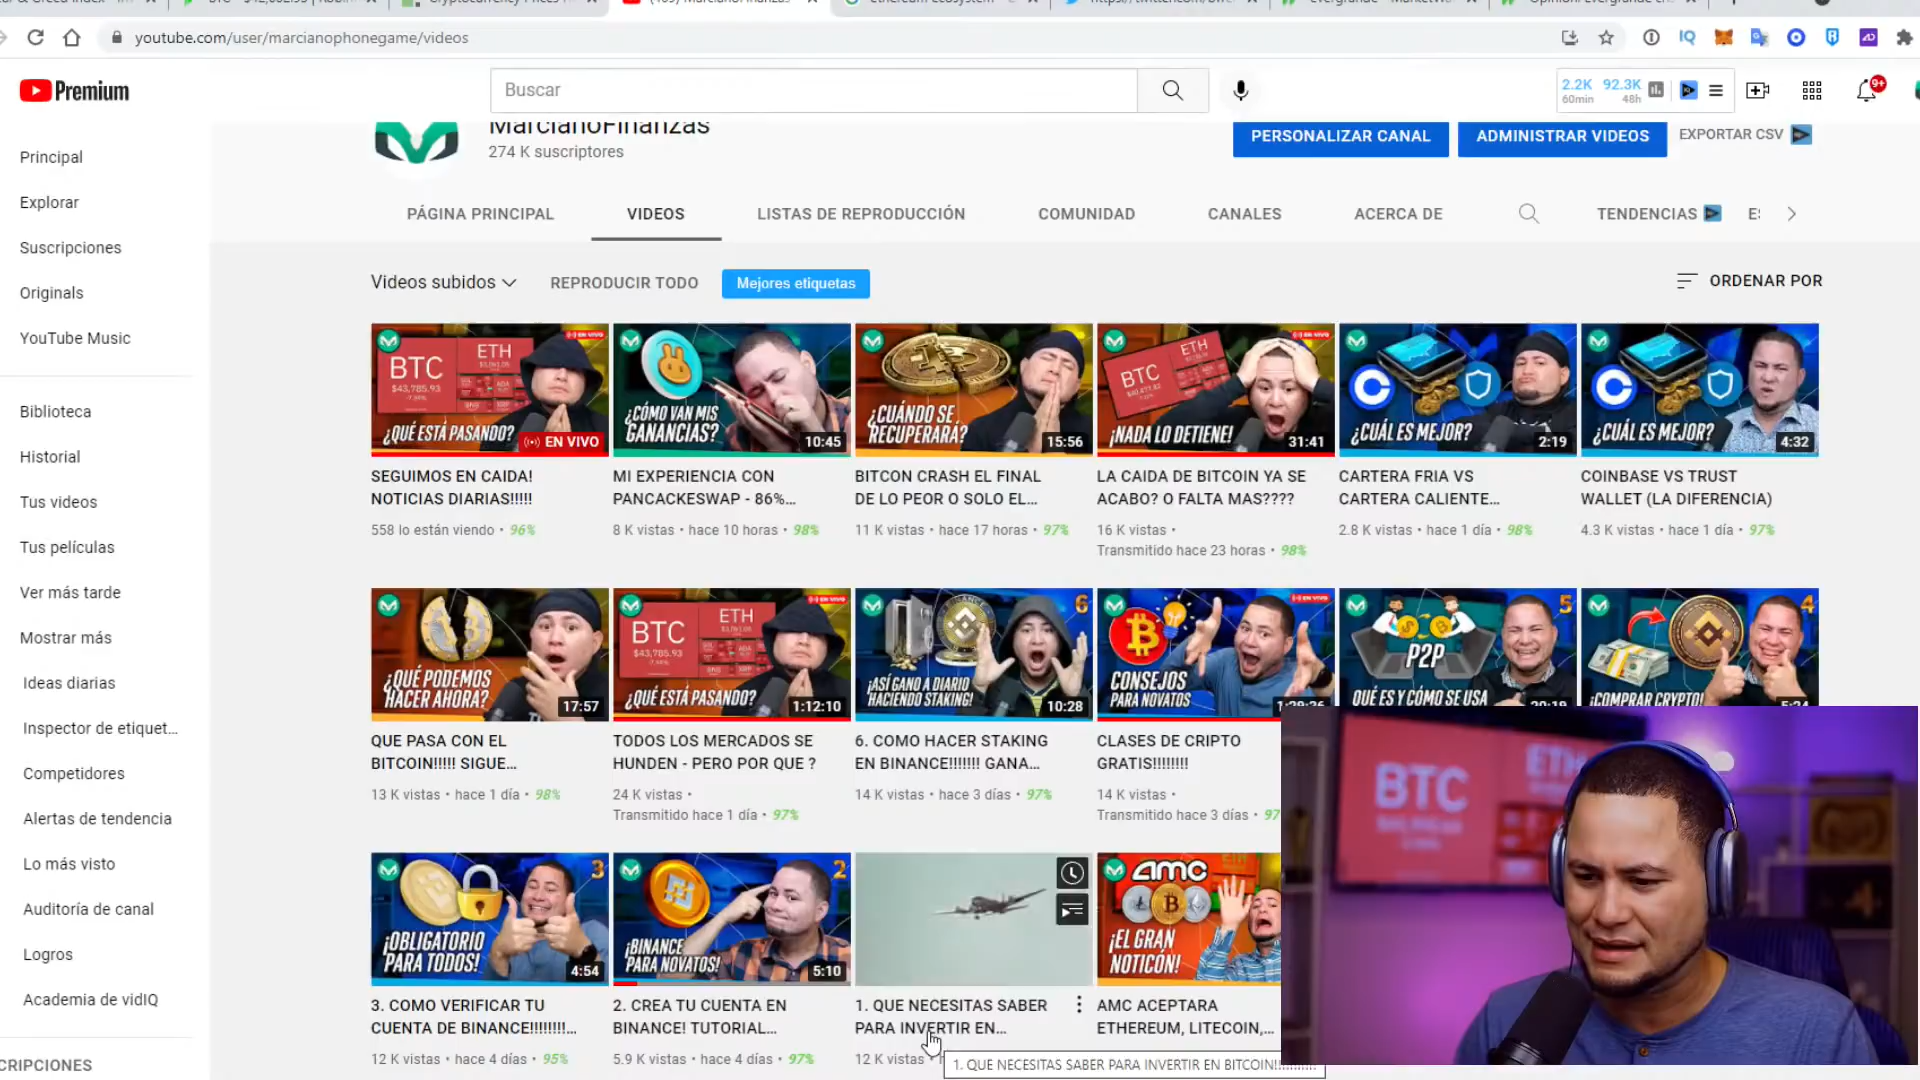 youtube.com/user/marcianophonegame/videos
Premium
Buscar
2.2K 92.3K
60min 48h
9+
MarcianoFinanzas
274 K suscriptores
PERSONALIZAR CANAL
ADMINISTRAR VIDEOS
EXPORTAR CSV
PÁGINA PRINCIPAL
VIDEOS
LISTAS DE REPRODUCCIÓN
COMUNIDAD
CANALES
ACERCA DE
TENDENCIAS
Videos subidos
REPRODUCIR TODO
Mejores etiquetas
ORDENAR POR
Principal
Explorar
Suscripciones
Originals
YouTube Music
Biblioteca
Historial
Tus videos
Tus películas
Ver más tarde
Mostrar más
Ideas diarias
Inspector de etiquet...
Competidores
Alertas de tendencia
Lo más visto
Auditoría de canal
Logros
Academia de vidIQ
CRIPCIONES
BTC
$43,785.93
ETH
¿QUÉ ESTÁ PASANDO?
EN VIVO
SEGUIMOS EN CAIDA!
NOTICIAS DIARIAS!!!!!
558 lo están viendo • 96%
¿CÓMO VAN MIS
GANANCIAS?
10:45
MI EXPERIENCIA CON
PANCACKESWAP - 86%...
8 K vistas • hace 10 horas • 98%
¿CUÁNDO SE
RECUPERARÁ?
15:56
BITCON CRASH EL FINAL
DE LO PEOR O SOLO EL...
11 K vistas • hace 17 horas • 97%
BTC
ETH
¡NADA LO DETIENE!
31:41
LA CAIDA DE BITCOIN YA SE
ACABO? O FALTA MAS????
16 K vistas •
Transmitido hace 23 horas • 98%
¿CUÁL ES MEJOR?
2:19
CARTERA FRIA VS
CARTERA CALIENTE...
2.8 K vistas • hace 1 día • 98%
¿CUÁL ES MEJOR?
4:32
COINBASE VS TRUST
WALLET (LA DIFERENCIA)
4.3 K vistas • hace 1 día • 97%
¿QUÉ PODEMOS
HACER AHORA?
17:57
QUE PASA CON EL
BITCOIN!!!!! SIGUE...
13 K vistas • hace 1 día • 98%
BTC
$43,785.93
ETH
¿QUÉ ESTÁ PASANDO?
1:12:10
TODOS LOS MERCADOS SE
HUNDEN - PERO POR QUE ?
24 K vistas •
Transmitido hace 1 día • 97%
6
¡ASÍ GANO A DIARIO
HACIENDO STAKING!
10:28
6. COMO HACER STAKING
EN BINANCE!!!!!!! GANA...
14 K vistas • hace 3 días • 97%
CONSEJOS
PARA NOVATOS
CLASES DE CRIPTO
GRATIS!!!!!!!!
14 K vistas •
Transmitido hace 3 días • 97
5
P2P
QUÉ ES Y CÓMO SE USA
4
¡COMPRAR CRYPTO!
3
¡OBLIGATORIO
PARA TODOS!
4:54
3. COMO VERIFICAR TU
CUENTA DE BINANCE!!!!!!!!...
12 K vistas • hace 4 días • 95%
2
¡BINANCE
PARA NOVATOS!
5:10
2. CREA TU CUENTA EN
BINANCE! TUTORIAL...
5.9 K vistas • hace 4 días • 97%
1. QUE NECESITAS SABER
PARA INVERTIR EN...
12 K vistas
1. QUE NECESITAS SABER PARA INVERTIR EN BITCOIN!!!!!!!!!!!
AMC
¡EL GRAN
NOTICÓN!
AMC ACEPTARA
ETHEREUM, LITECOIN,...
BTC
ETH